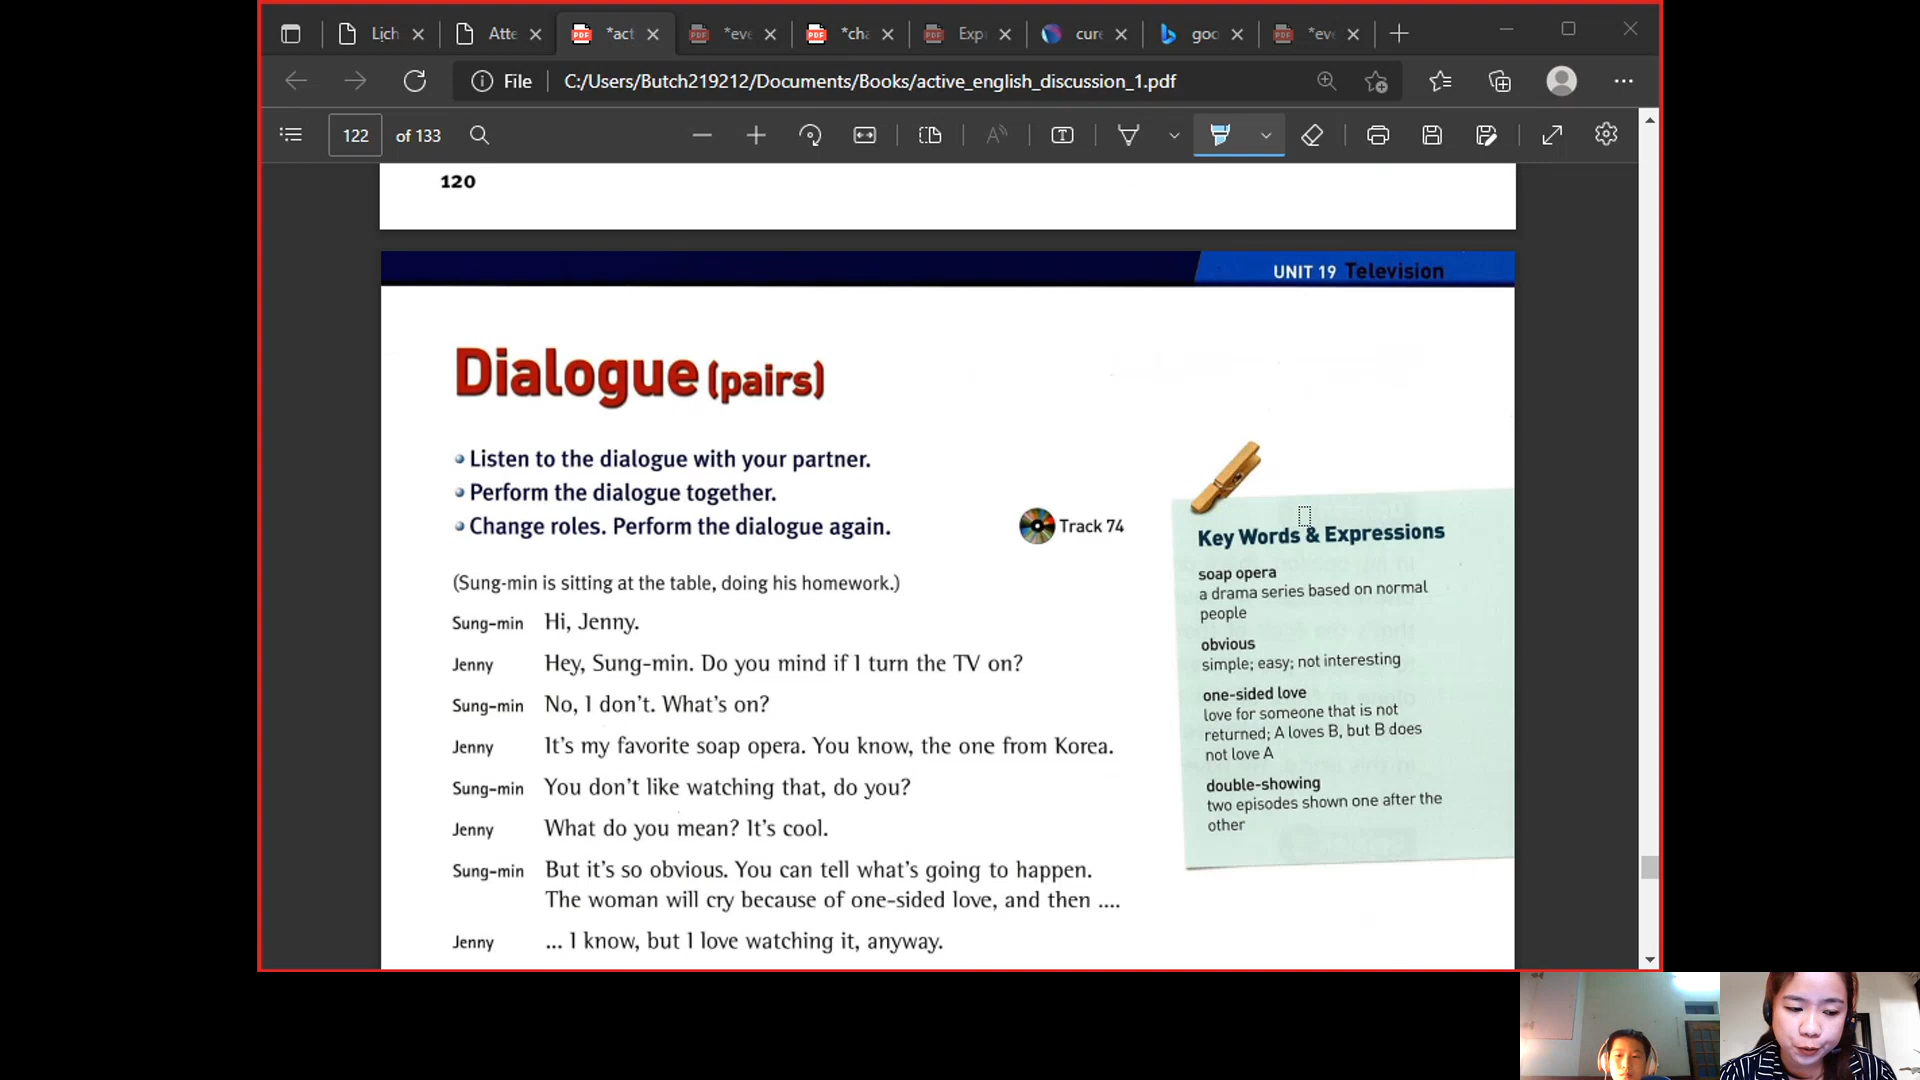 Lịch
Atte
*act
*eve
*cha
Exp
cure
goo
*eve
File
C:/Users/Butch219212/Documents/Books/active_english_discussion_1.pdf
122 of 133
120
UNIT 19 Television
Dialogue (pairs)
Listen to the dialogue with your partner.
Perform the dialogue together.
Change roles. Perform the dialogue again.
Track 74
(Sung-min is sitting at the table, doing his homework.)
Sung-min Hi, Jenny.
Jenny Hey, Sung-min. Do you mind if I turn the TV on?
Sung-min No, I don't. What's on?
Jenny It's my favorite soap opera. You know, the one from Korea.
Sung-min You don't like watching that, do you?
Jenny What do you mean? It's cool.
Sung-min But it's so obvious. You can tell what's going to happen.
The woman will cry because of one-sided love, and then ....
Jenny ... I know, but I love watching it, anyway.
Key Words & Expressions
soap opera
a drama series based on normal
people
obvious
simple; easy; not interesting
one-sided love
love for someone that is not
returned; A loves B, but B does
not love A
double-showing
two episodes shown one after the
other